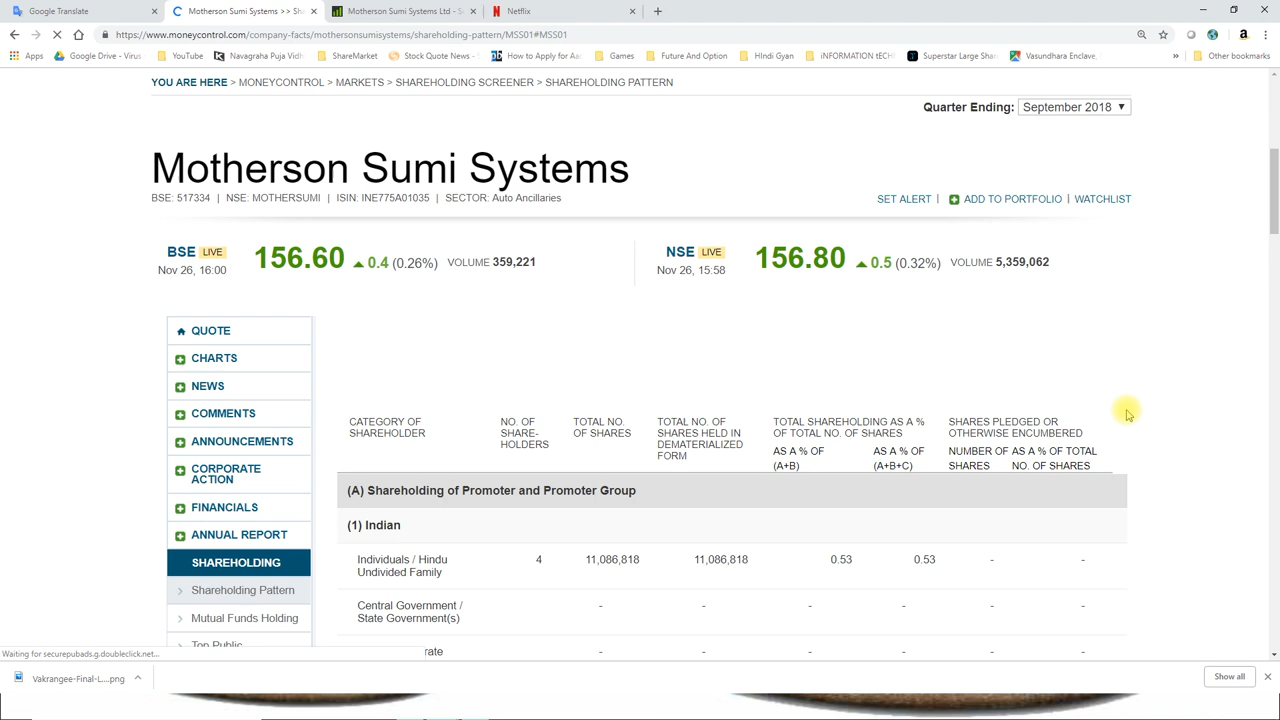 Google Translate
Motherson Sumi Systems >> Sha
Motherson Sumi Systems Ltd - S
Netflix
https://www.moneycontrol.com/company-facts/mothersonsumisystems/shareholding-pattern/MSS01#MSS01
Apps
Google Drive - Virus
YouTube
Navagraha Puja Vidh
ShareMarket
Stock Quote News -
How to Apply for Aad
Games
Future And Option
HIndi Gyan
iNFORMATION tECH
Superstar Large Shar
Vasundhara Enclave,
»
Other bookmarks
YOU ARE HERE > MONEYCONTROL > MARKETS > SHAREHOLDING SCREENER > SHAREHOLDING PATTERN
Quarter Ending: September 2018
Motherson Sumi Systems
BSE: 517334 | NSE: MOTHERSUMI | ISIN: INE775A01035 | SECTOR: Auto Ancillaries
SET ALERT | ADD TO PORTFOLIO | WATCHLIST
BSE LIVE
Nov 26, 16:00
156.60 0.4 (0.26%) VOLUME 359,221
NSE LIVE
Nov 26, 15:58
156.80 0.5 (0.32%) VOLUME 5,359,062
QUOTE
CHARTS
NEWS
COMMENTS
ANNOUNCEMENTS
CORPORATE
ACTION
FINANCIALS
ANNUAL REPORT
SHAREHOLDING
Shareholding Pattern
Mutual Funds Holding
Top Public
CATEGORY OF
SHAREHOLDER
NO. OF
SHARE-
HOLDERS
TOTAL NO.
OF SHARES
TOTAL NO. OF
SHARES HELD IN
DEMATERIALIZED
FORM
TOTAL SHAREHOLDING AS A %
OF TOTAL NO. OF SHARES
AS A % OF
(A+B)
AS A % OF
(A+B+C)
SHARES PLEDGED OR
OTHERWISE ENCUMBERED
NUMBER OF
SHARES
AS A % OF TOTAL
NO. OF SHARES
(A) Shareholding of Promoter and Promoter Group
(1) Indian
Individuals / Hindu
Undivided Family
4 11,086,818 11,086,818 0.53 0.53 - -
Central Government /
State Government(s)
- - - - - -
rate
- - - - - -
Waiting for securepubads.g.doubleclick.net...
Vakrangee-Final-L....png
Show all